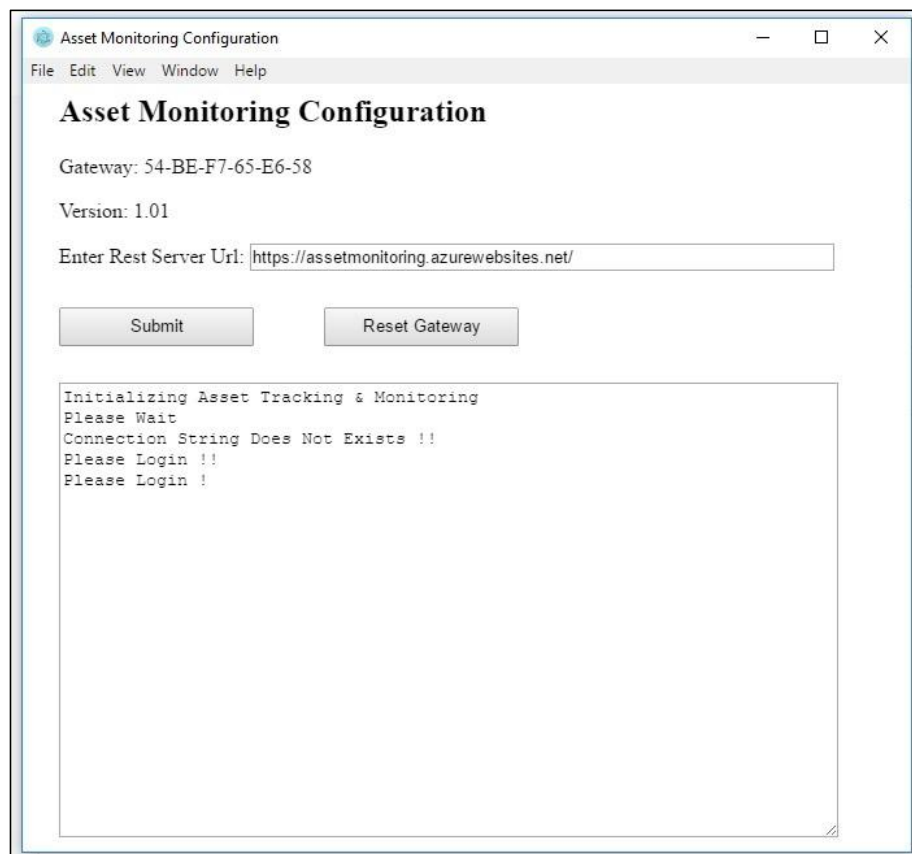 Asset Monitoring Configuration
File Edit View Window Help
Asset Monitoring Configuration
Gateway: 54-BE-F7-65-E6-58
Version: 1.01
Enter Rest Server Url: https://assetmonitoring.azurewebsites.net/
Submit Reset Gateway
Initializing Asset Tracking & Monitoring
Please Wait
Connection String Does Not Exists !!
Please Login !!
Please Login !